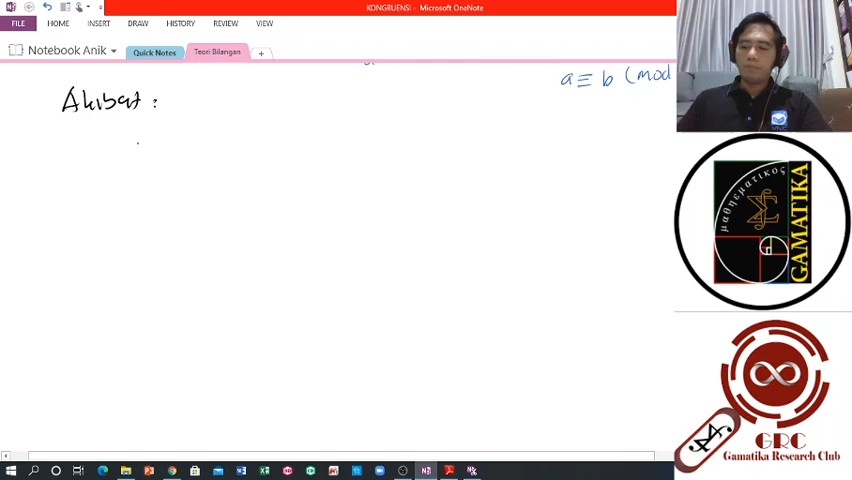 KONGRUENSI - Microsoft OneNote
FILE HOME INSERT DRAW HISTORY REVIEW VIEW
Notebook Anik Quick Notes Teori Bilangan
a ≡ b (mod
Akibat :
μαθηεματικος
GAMATIKA
GRC
Gamatika Research Club